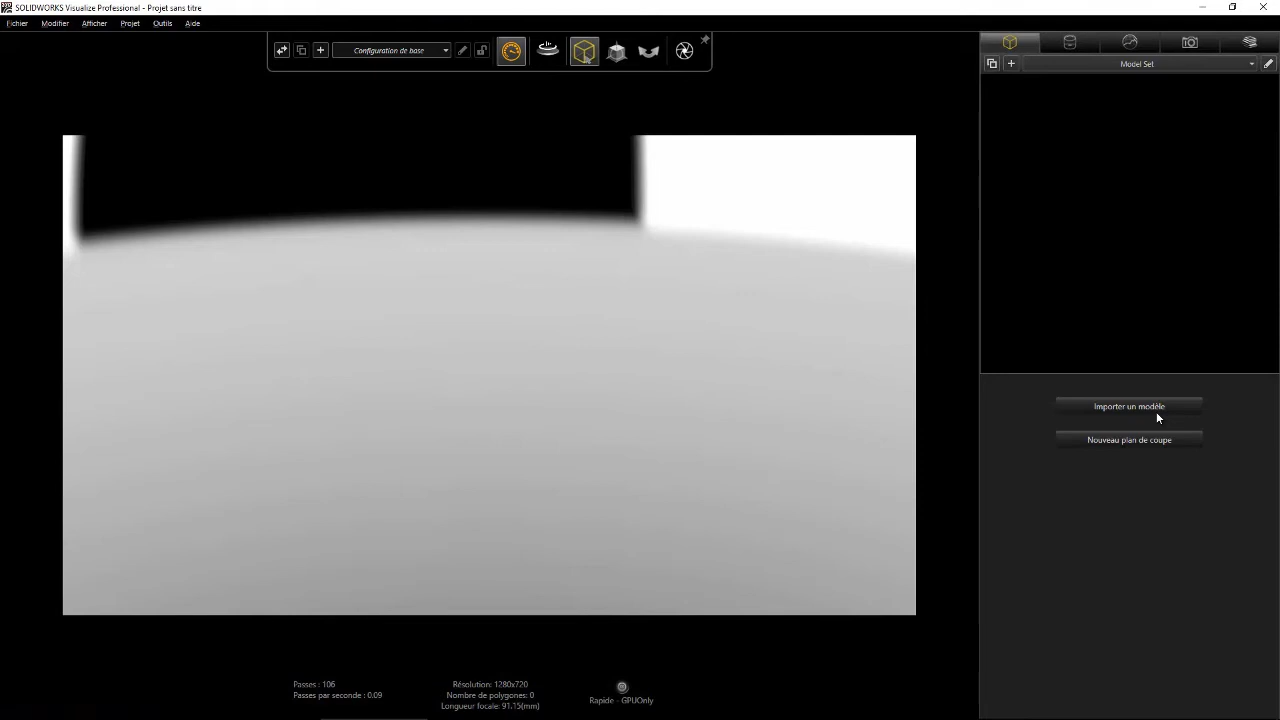 SOLIDWORKS Visualize Professional - Projet sans titre
Fichier Modifier Afficher Projet Outils Aide
Configuration de base
Model Set
Importer un modèle
Nouveau plan de coupe
Passes : 106
Passes par seconde : 0.09
Résolution: 1280x720
Nombre de polygones: 0
Longueur focale: 91.15(mm)
Rapide - GPUOnly